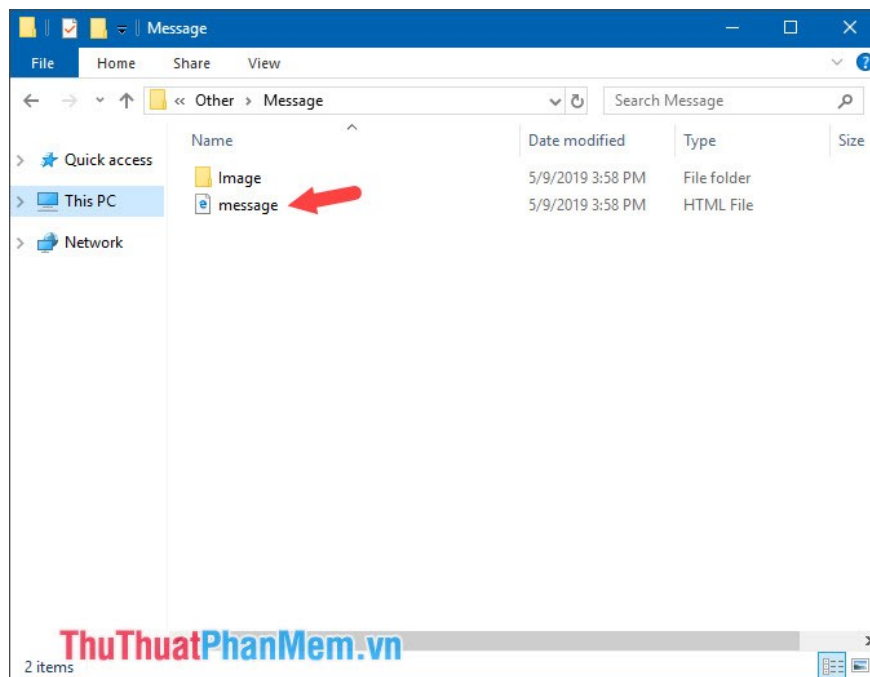 Message
File Home Share View
« Other > Message Search Message
Name Date modified Type Size
Quick access
Image 5/9/2019 3:58 PM File folder
This PC
message 5/9/2019 3:58 PM HTML File
Network
ThuThuatPhanMem.vn
2 items